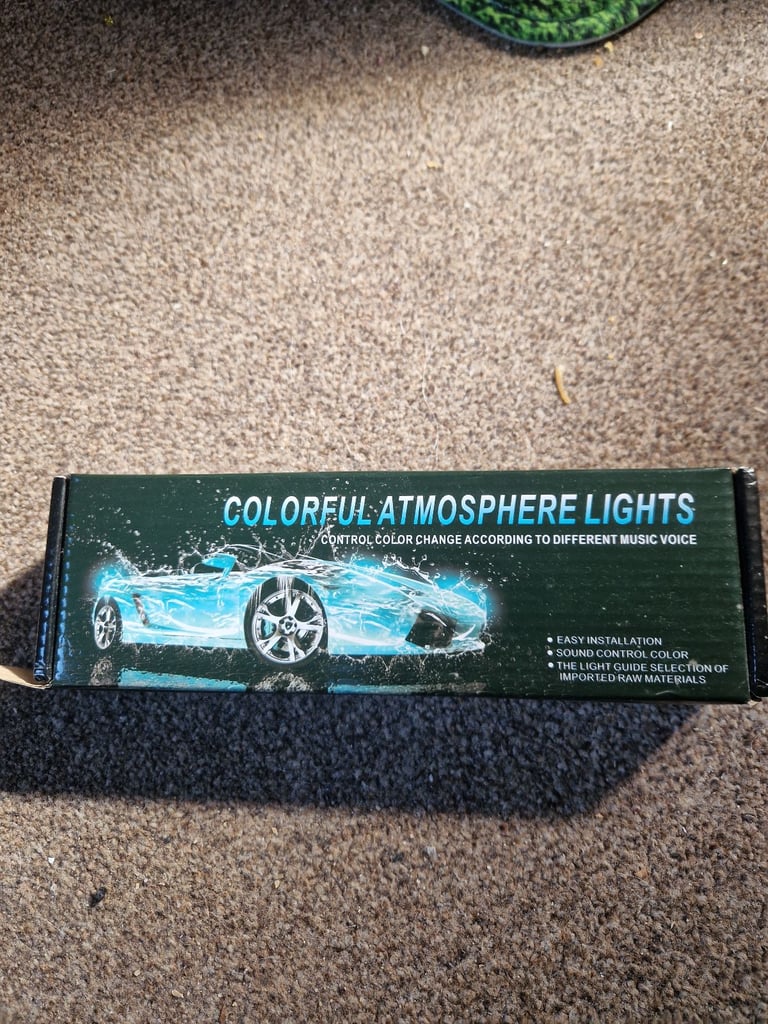 COLORFUL ATMOSPHERE LIGHTS
CONTROL COLOR CHANGE ACCORDING TO DIFFERENT MUSIC VOICE
• EASY INSTALLATION
• SOUND CONTROL COLOR
• THE LIGHT GUIDE SELECTION OF
IMPORTED RAW MATERIALS